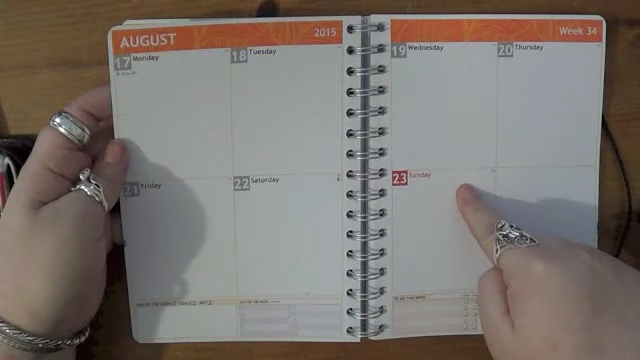 AUGUST
2015
17 Monday
18 Tuesday
21 Friday
22 Saturday
Week 34
19 Wednesday
20 Thursday
23 Sunday